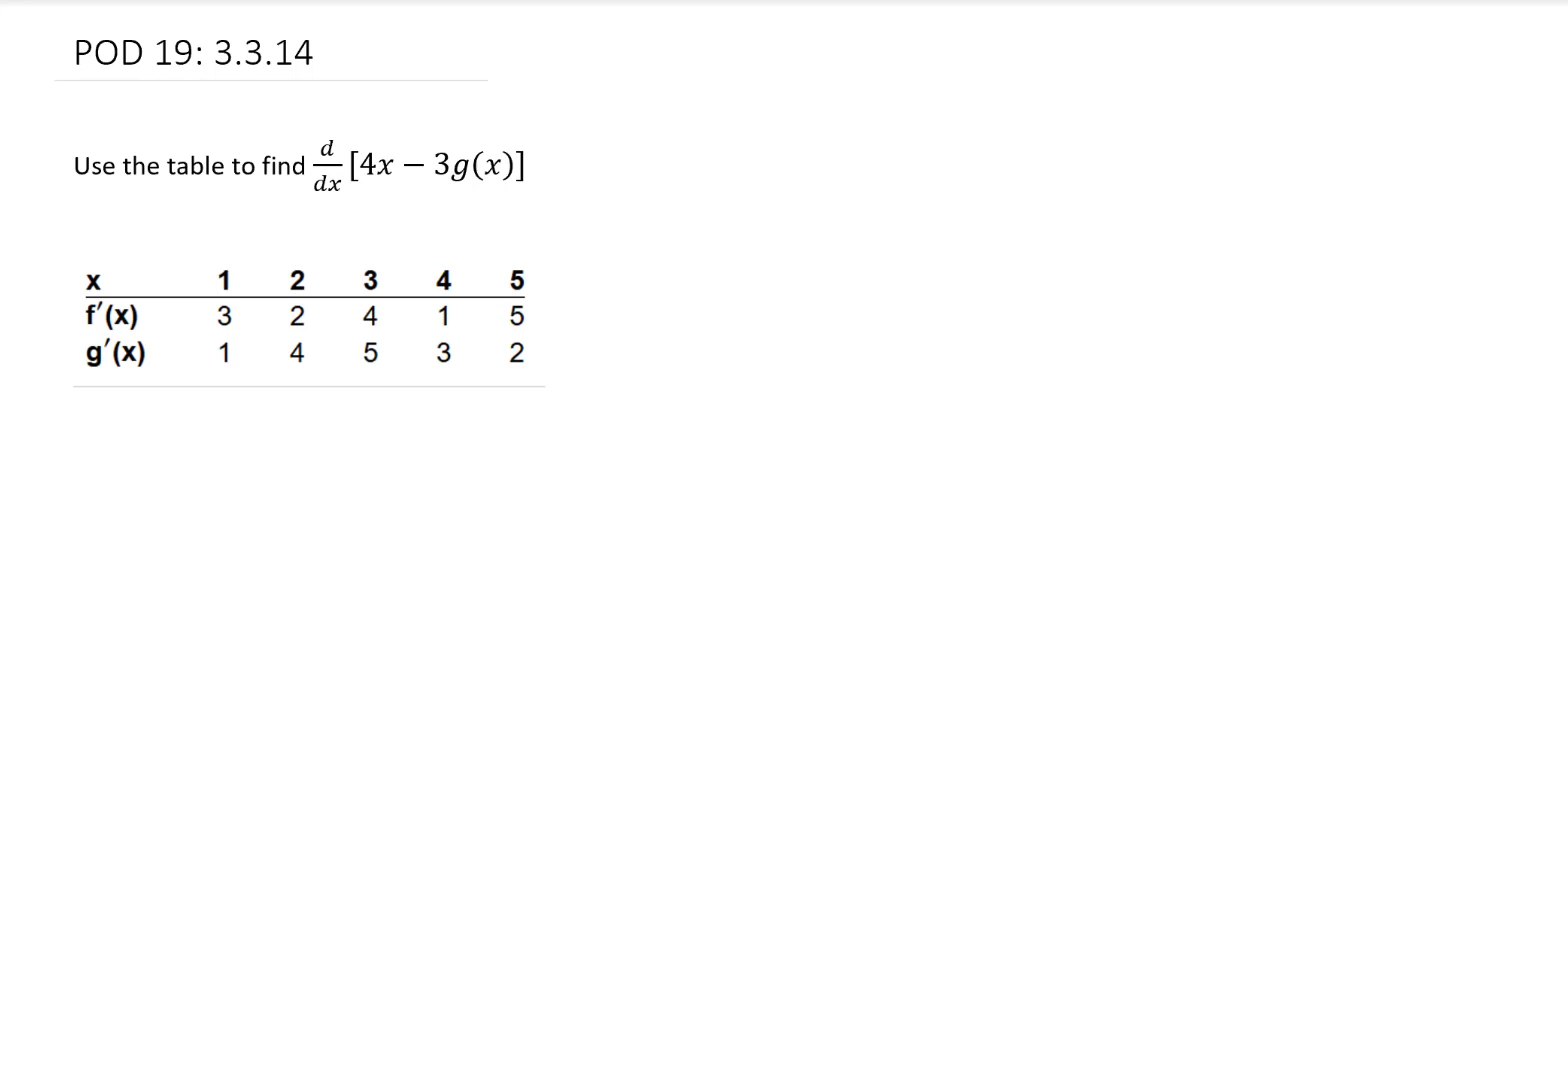 POD 19: 3.3.14
Use the table to find d/dx [4x − 3g(x)]
x 1 2 3 4 5
f′(x) 3 2 4 1 5
g′(x) 1 4 5 3 2